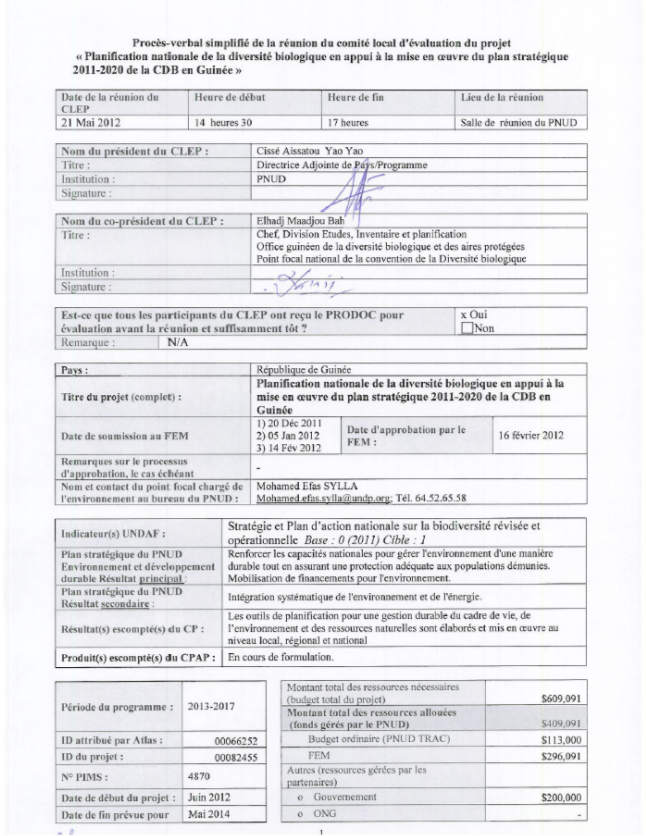 Procès-verbal simplifié de la réunion du comité local d'évaluation du projet
« Planification nationale de la diversité biologique en appui à la mise en œuvre du plan stratégique
2011-2020 de la CDB en Guinée »
Date de la réunion du CLEP
Heure de début
Heure de fin
Lieu de la réunion
21 Mai 2012
14 heures 30
17 heures
Salle de réunion du PNUD
Nom du président du CLEP :
Cissé Aissatou Yao Yao
Titre :
Directrice Adjointe de Pays/Programme
Institution :
PNUD
Signature :
Nom du co-président du CLEP :
Elhadj Maadjou Bah
Titre :
Chef, Division Etudes, Inventaire et planification
Office guinéen de la diversité biologique et des aires protégées
Point focal national de la convention de la Diversité biologique
Institution :
Signature :
Est-ce que tous les participants du CLEP ont reçu le PRODOC pour
évaluation avant la réunion et suffisamment tôt ?
x Oui
Non
Remarque :
N/A
Pays :
République de Guinée
Titre du projet (complet) :
Planification nationale de la diversité biologique en appui à la
mise en œuvre du plan stratégique 2011-2020 de la CDB en
Guinée
Date de soumission au FEM
1) 20 Déc 2011
2) 05 Jan 2012
3) 14 Fév 2012
Date d'approbation par le
FEM :
16 février 2012
Remarques sur le processus
d'approbation, le cas échéant
-
Nom et contact du point focal chargé de
l'environnement au bureau du PNUD :
Mohamed Efas SYLLA
Mohamed.efas.sylla@undp.org; Tél. 64.52.65.58
Indicateur(s) UNDAF :
Stratégie et Plan d'action nationale sur la biodiversité révisée et
opérationnelle Base : 0 (2011) Cible : 1
Plan stratégique du PNUD
Environnement et développement
durable Résultat principal :
Renforcer les capacités nationales pour gérer l'environnement d'une manière
durable tout en assurant une protection adéquate aux populations démunies.
Mobilisation de financements pour l'environnement.
Plan stratégique du PNUD
Résultat secondaire :
Intégration systématique de l'environnement et de l'énergie.
Résultat(s) escompté(s) du CP :
Les outils de planification pour une gestion durable du cadre de vie, de
l'environnement et des ressources naturelles sont élaborés et mis en œuvre au
niveau local, régional et national
Produit(s) escompté(s) du CPAP :
En cours de formulation.
Période du programme :
2013-2017
ID attribué par Atlas :
00066252
ID du projet :
00082455
N° PIMS :
4870
Date de début du projet :
Juin 2012
Date de fin prévue pour
Mai 2014
Montant total des ressources nécessaires
(budget total du projet)
$609,091
Montant total des ressources allouées
(fonds gérés par le PNUD)
$409,091
Budget ordinaire (PNUD TRAC)
$113,000
FEM
$296,091
Autres (ressources gérées par les
partenaires)
o Gouvernement
$200,000
o ONG
-
1